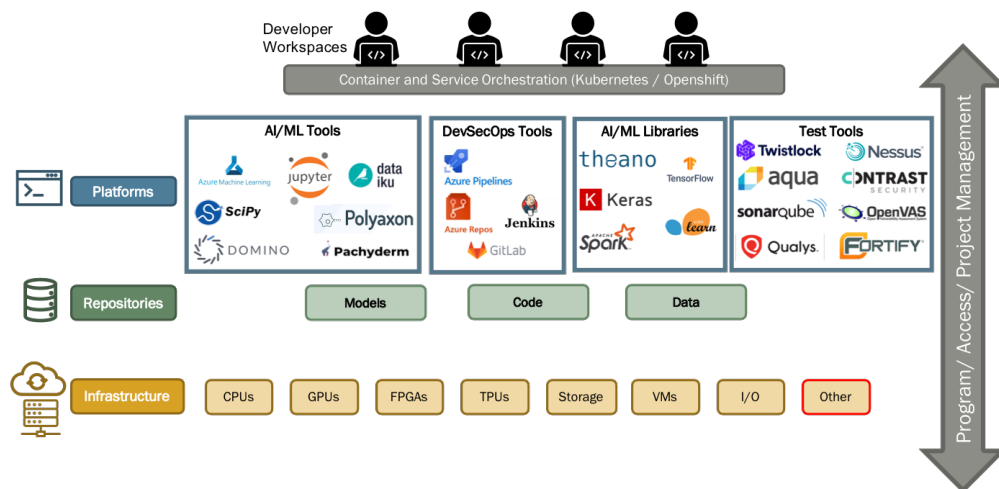 Developer
Workspaces
</>
</>
</>
</>
Container and Service Orchestration (Kubernetes / Openshift)
Program/ Access/ Project Management
Platforms
AI/ML Tools
Azure Machine Learning
jupyter
data
iku
SciPy
Polyaxon
DOMINO
Pachyderm
DevSecOps Tools
Azure Pipelines
Azure Repos
Jenkins
GitLab
AI/ML Libraries
theano
TensorFlow
K Keras
APACHE
Spark
learn
Test Tools
Twistlock
Nessus
aqua
CONTRAST
SECURITY
sonarqube
OpenVAS
Qualys.
FORTIFY
Repositories
Models
Code
Data
Infrastructure
CPUs
GPUs
FPGAs
TPUs
Storage
VMs
I/O
Other